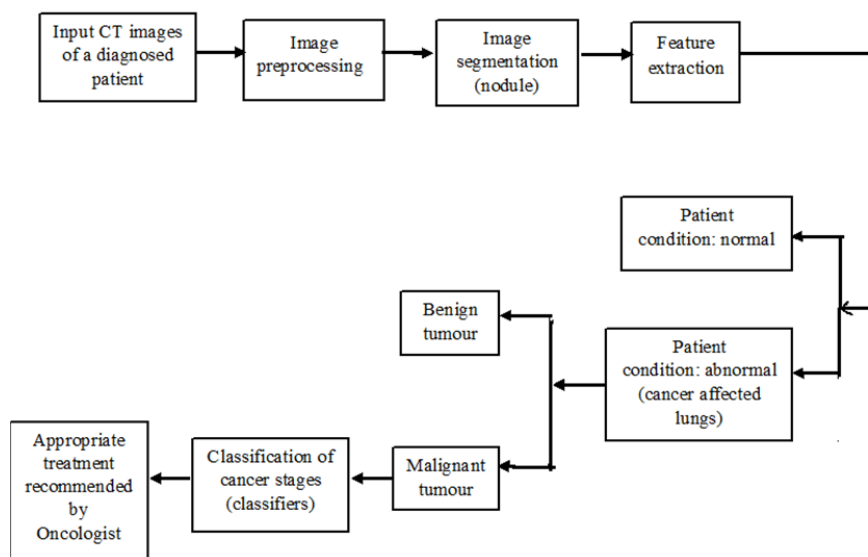 Input CT images
of a diagnosed
patient
Image
preprocessing
Image
segmentation
(nodule)
Feature
extraction
Patient
condition: normal
Patient
condition: abnormal
(cancer affected
lungs)
Benign
tumour
Malignant
tumour
Classification of
cancer stages
(classifiers)
Appropriate
treatment
recommended
by
Oncologist